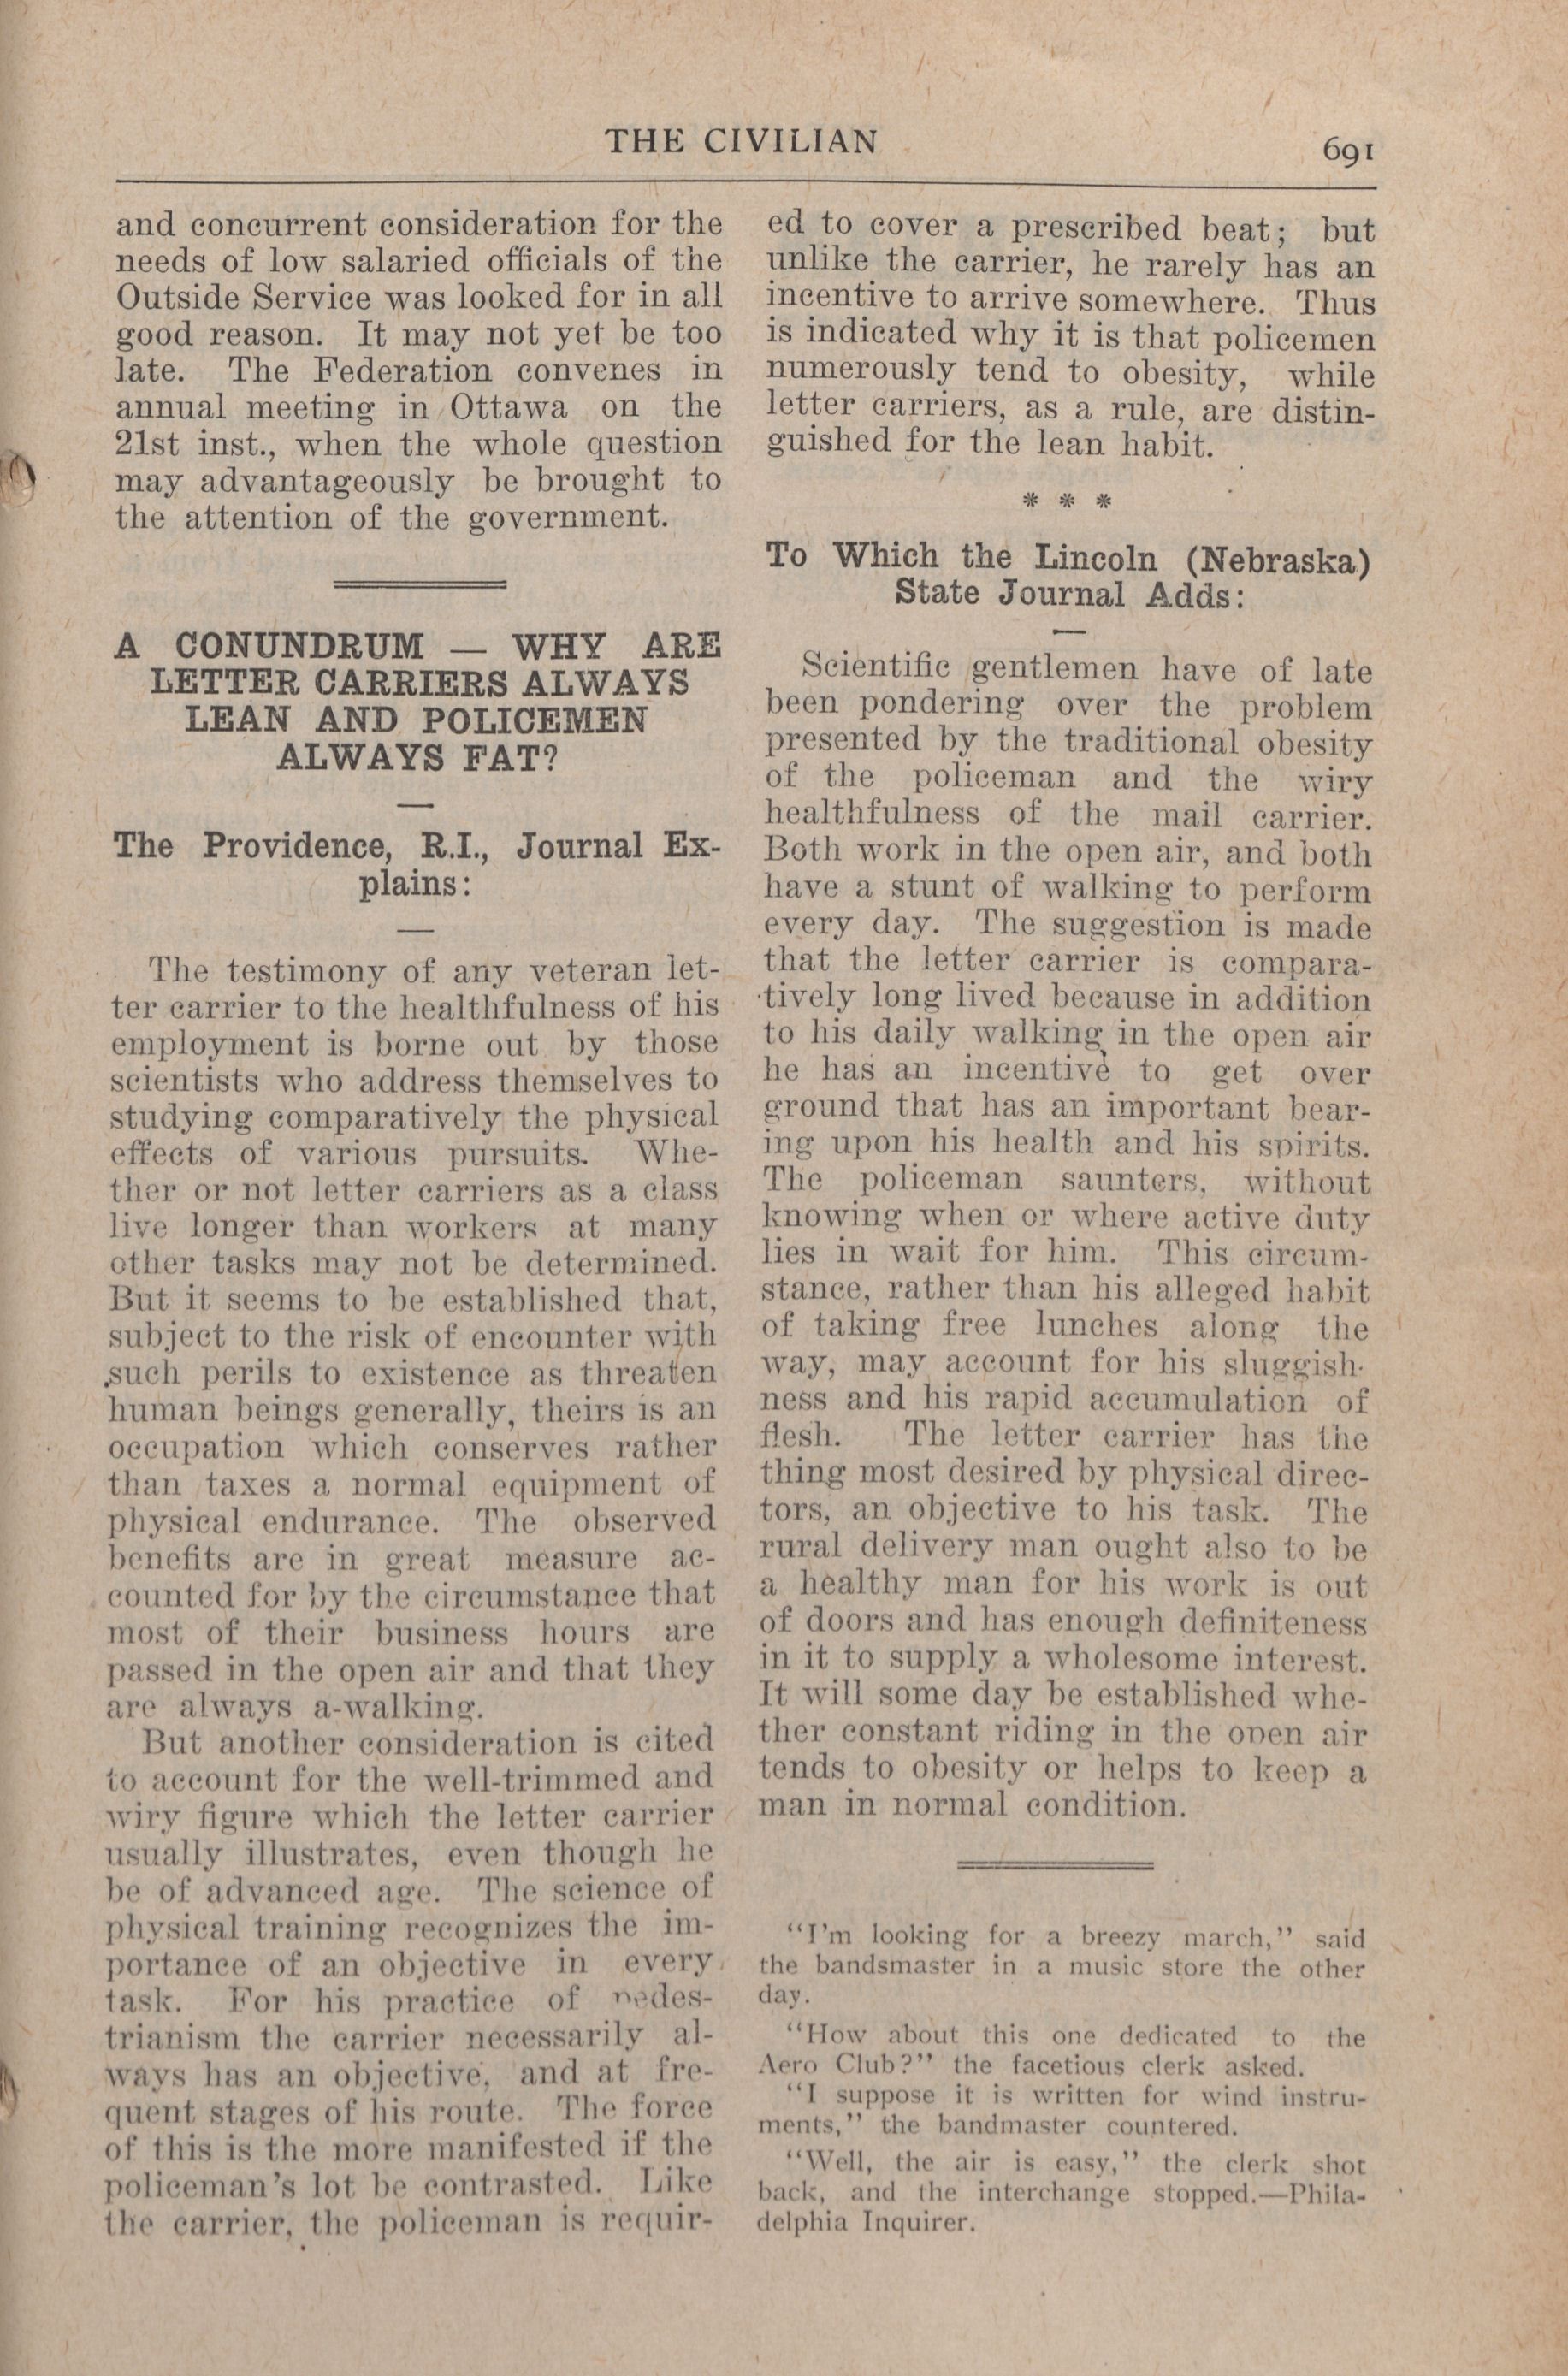 THE CIVILIAN
691
and concurrent consideration for the
needs of low salaried officials of the
Outside Service was looked for in all
good reason. It may not yet be too
late. The Federation convenes in
annual meeting in Ottawa on the
21st inst., when the whole question
may advantageously be brought to
the attention of the government.
A CONUNDRUM — WHY ARE
LETTER CARRIERS ALWAYS
LEAN AND POLICEMEN
ALWAYS FAT?
The Providence, R.I., Journal Ex-
plains:
The testimony of any veteran let-
ter carrier to the healthfulness of his
employment is borne out by those
scientists who address themselves to
studying comparatively the physical
effects of various pursuits. Whe-
ther or not letter carriers as a class
live longer than workers at many
other tasks may not be determined.
But it seems to be established that,
subject to the risk of encounter with
such perils to existence as threaten
human beings generally, theirs is an
occupation which conserves rather
than taxes a normal equipment of
physical endurance. The observed
benefits are in great measure ac-
counted for by the circumstance that
most of their business hours are
passed in the open air and that they
are always a-walking.
But another consideration is cited
to account for the well-trimmed and
wiry figure which the letter carrier
usually illustrates, even though he
be of advanced age. The science of
physical training recognizes the im-
portance of an objective in every
task. For his practice of pedes-
trianism the carrier necessarily al-
ways has an objective, and at fre-
quent stages of his route. The force
of this is the more manifested if the
policeman's lot be contrasted. Like
the carrier, the policeman is requir-
ed to cover a prescribed beat; but
unlike the carrier, he rarely has an
incentive to arrive somewhere. Thus
is indicated why it is that policemen
numerously tend to obesity, while
letter carriers, as a rule, are distin-
guished for the lean habit.
* * *
To Which the Lincoln (Nebraska)
State Journal Adds:
Scientific gentlemen have of late
been pondering over the problem
presented by the traditional obesity
of the policeman and the wiry
healthfulness of the mail carrier.
Both work in the open air, and both
have a stunt of walking to perform
every day. The suggestion is made
that the letter carrier is compara-
tively long lived because in addition
to his daily walking in the open air
he has an incentive to get over
ground that has an important bear-
ing upon his health and his spirits.
The policeman saunters, without
knowing when or where active duty
lies in wait for him. This circum-
stance, rather than his alleged habit
of taking free lunches along the
way, may account for his sluggish-
ness and his rapid accumulation of
flesh. The letter carrier has the
thing most desired by physical direc-
tors, an objective to his task. The
rural delivery man ought also to be
a healthy man for his work is out
of doors and has enough definiteness
in it to supply a wholesome interest.
It will some day be established whe-
ther constant riding in the open air
tends to obesity or helps to keep a
man in normal condition.
"I'm looking for a breezy march," said
the bandsmaster in a music store the other
day.
"How about this one dedicated to the
Aero Club?" the facetious clerk asked.
"I suppose it is written for wind instru-
ments," the bandmaster countered.
"Well, the air is easy," the clerk shot
back, and the interchange stopped.—Phila-
delphia Inquirer.